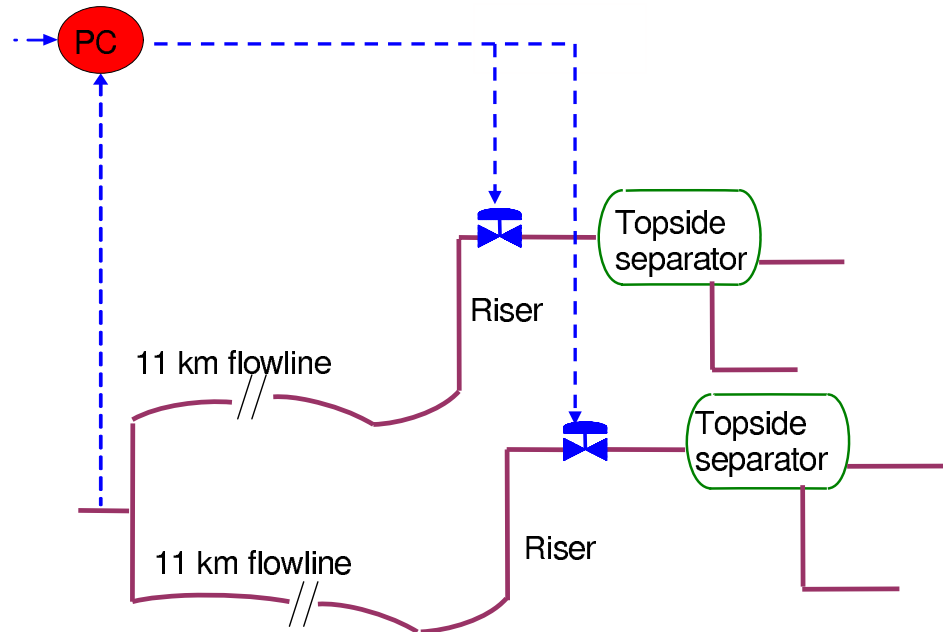 PC
Topside
separator
Riser
11 km flowline
Topside
separator
Riser
11 km flowline